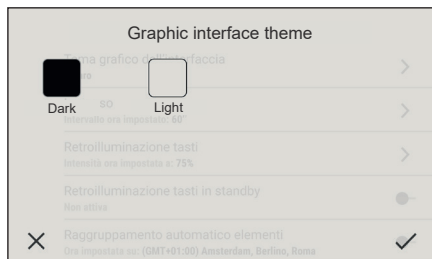 Graphic interface theme
Tema grafico dell'interfaccia
Dark
Light
so
Intervallo ora impostato: 60"
Retroilluminazione tasti
Intensità ora impostata a: 75%
Retroilluminazione tasti in standby
Non attiva
Raggruppamento automatico elementi
Ora impostata su: (GMT+01:00) Amsterdam, Berlino, Roma